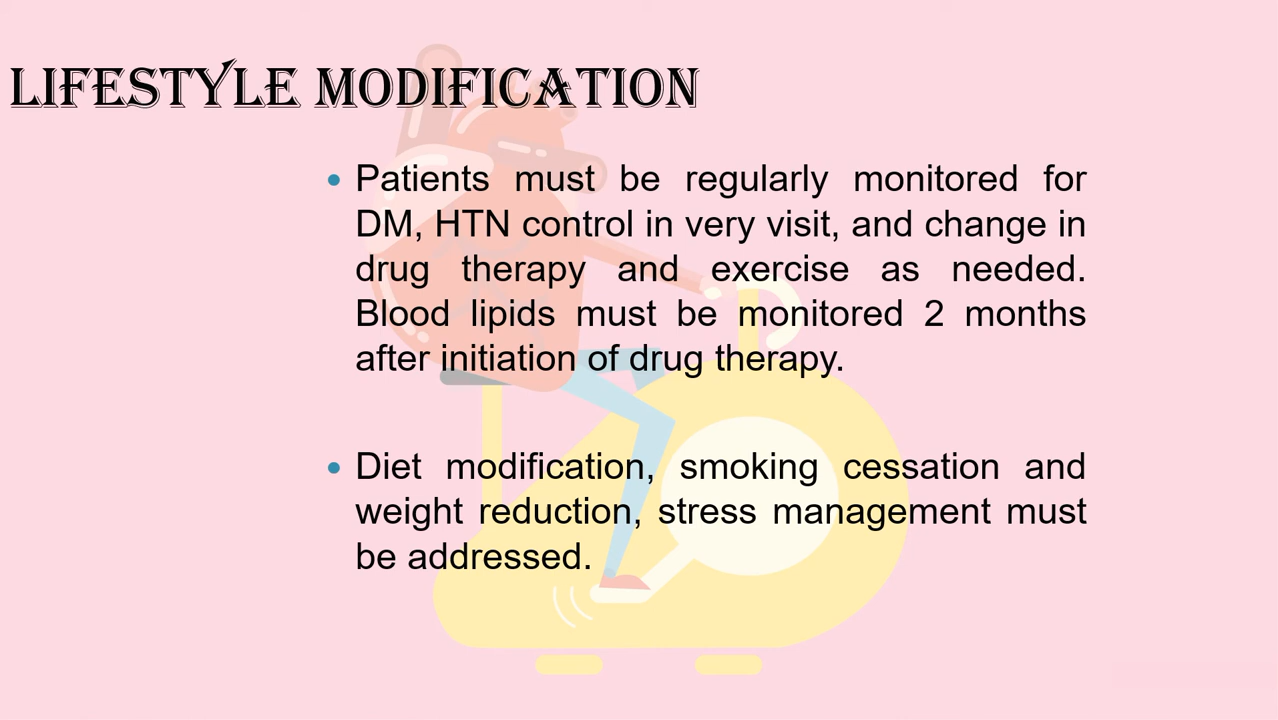 LIFESTYLE MODIFICATION
• Patients must be regularly monitored for
DM, HTN control in very visit, and change in
drug therapy and exercise as needed.
Blood lipids must be monitored 2 months
after initiation of drug therapy.
• Diet modification, smoking cessation and
weight reduction, stress management must
be addressed.